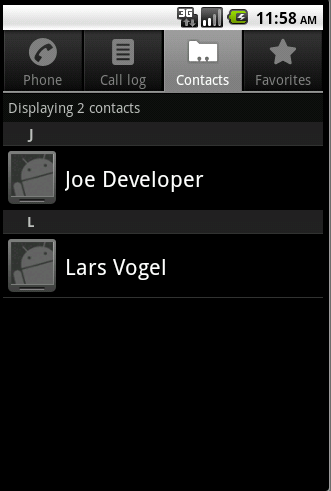 3G 11:58 AM
Phone Call log Contacts Favorites
Displaying 2 contacts
J
Joe Developer
L
Lars Vogel